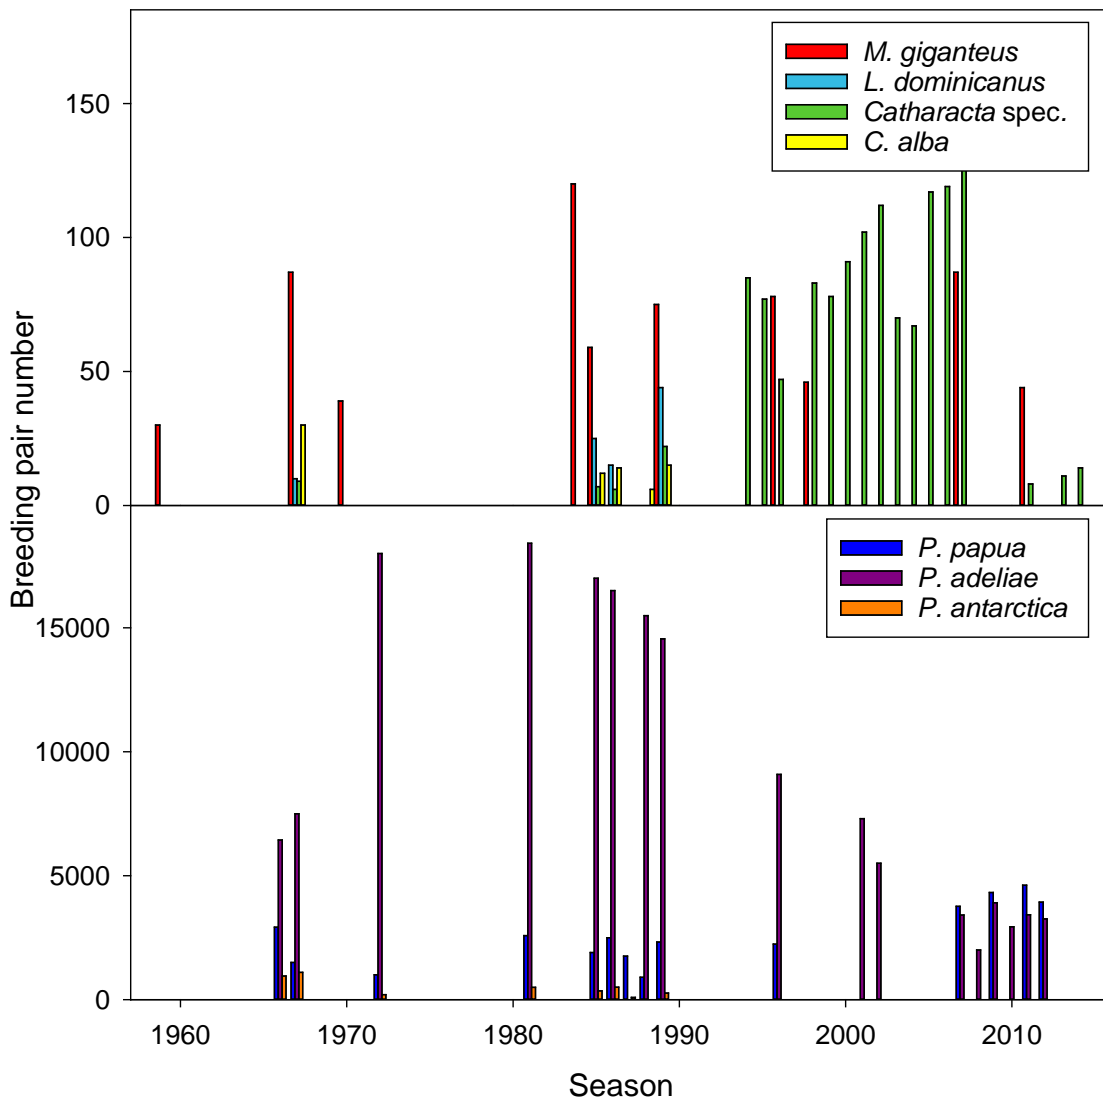 M. giganteus
L. dominicanus
Catharacta spec.
C. alba
150
100
50
0
Breeding pair number
P. papua
P. adeliae
P. antarctica
15000
10000
5000
0
1960 1970 1980 1990 2000 2010
Season